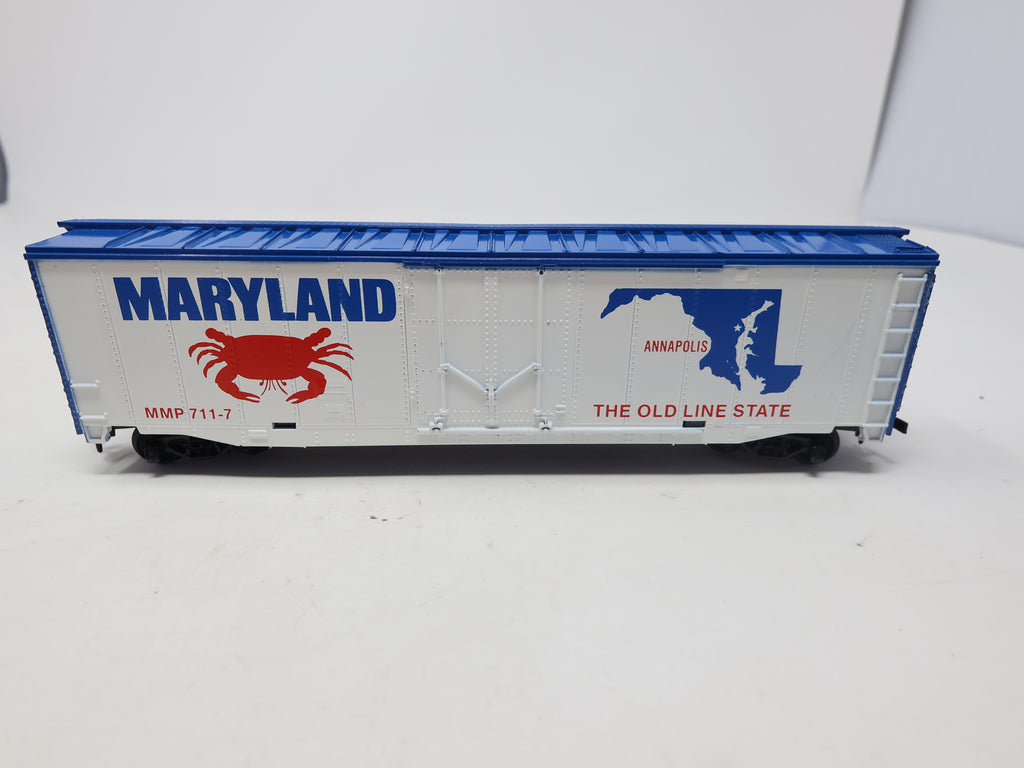 MARYLAND
MMP 711-7
ANNAPOLIS
THE OLD LINE STATE